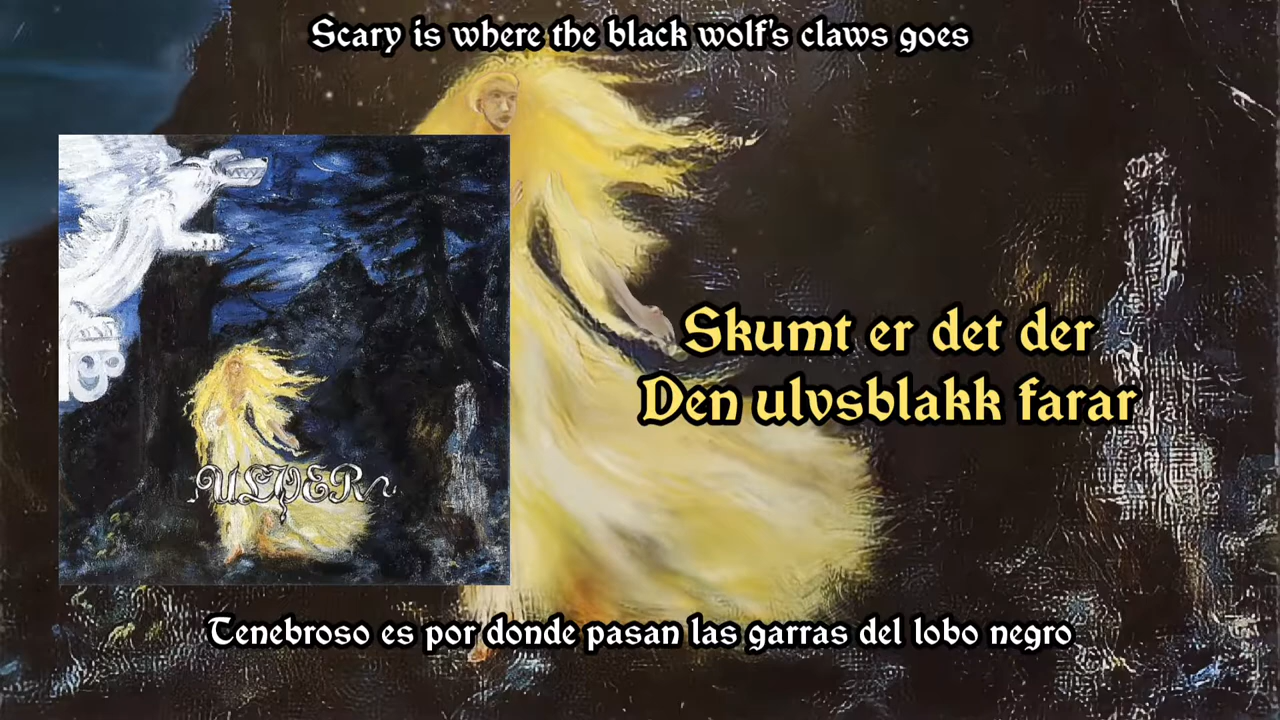 Scary is where the black wolf's claws goes
ULVER
Skumt er det der
Den ulvsblakk farar
Tenebroso es por donde pasan las garras del lobo negro